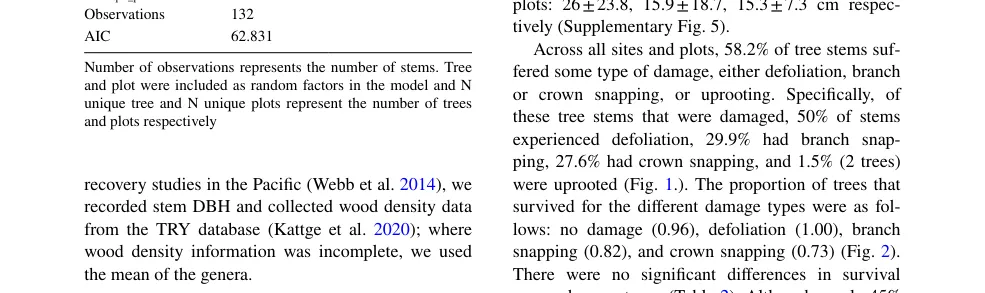 Observations 132
AIC 62.831
Number of observations represents the number of stems. Tree
and plot were included as random factors in the model and N
unique tree and N unique plots represent the number of trees
and plots respectively
recovery studies in the Pacific (Webb et al. 2014), we
recorded stem DBH and collected wood density data
from the TRY database (Kattge et al. 2020); where
wood density information was incomplete, we used
the mean of the genera.
plots: 26±23.8, 15.9±18.7, 15.3±7.3 cm respec-
tively (Supplementary Fig. 5).
Across all sites and plots, 58.2% of tree stems suf-
fered some type of damage, either defoliation, branch
or crown snapping, or uprooting. Specifically, of
these tree stems that were damaged, 50% of stems
experienced defoliation, 29.9% had branch snap-
ping, 27.6% had crown snapping, and 1.5% (2 trees)
were uprooted (Fig. 1.). The proportion of trees that
survived for the different damage types were as fol-
lows: no damage (0.96), defoliation (1.00), branch
snapping (0.82), and crown snapping (0.73) (Fig. 2).
There were no significant differences in survival